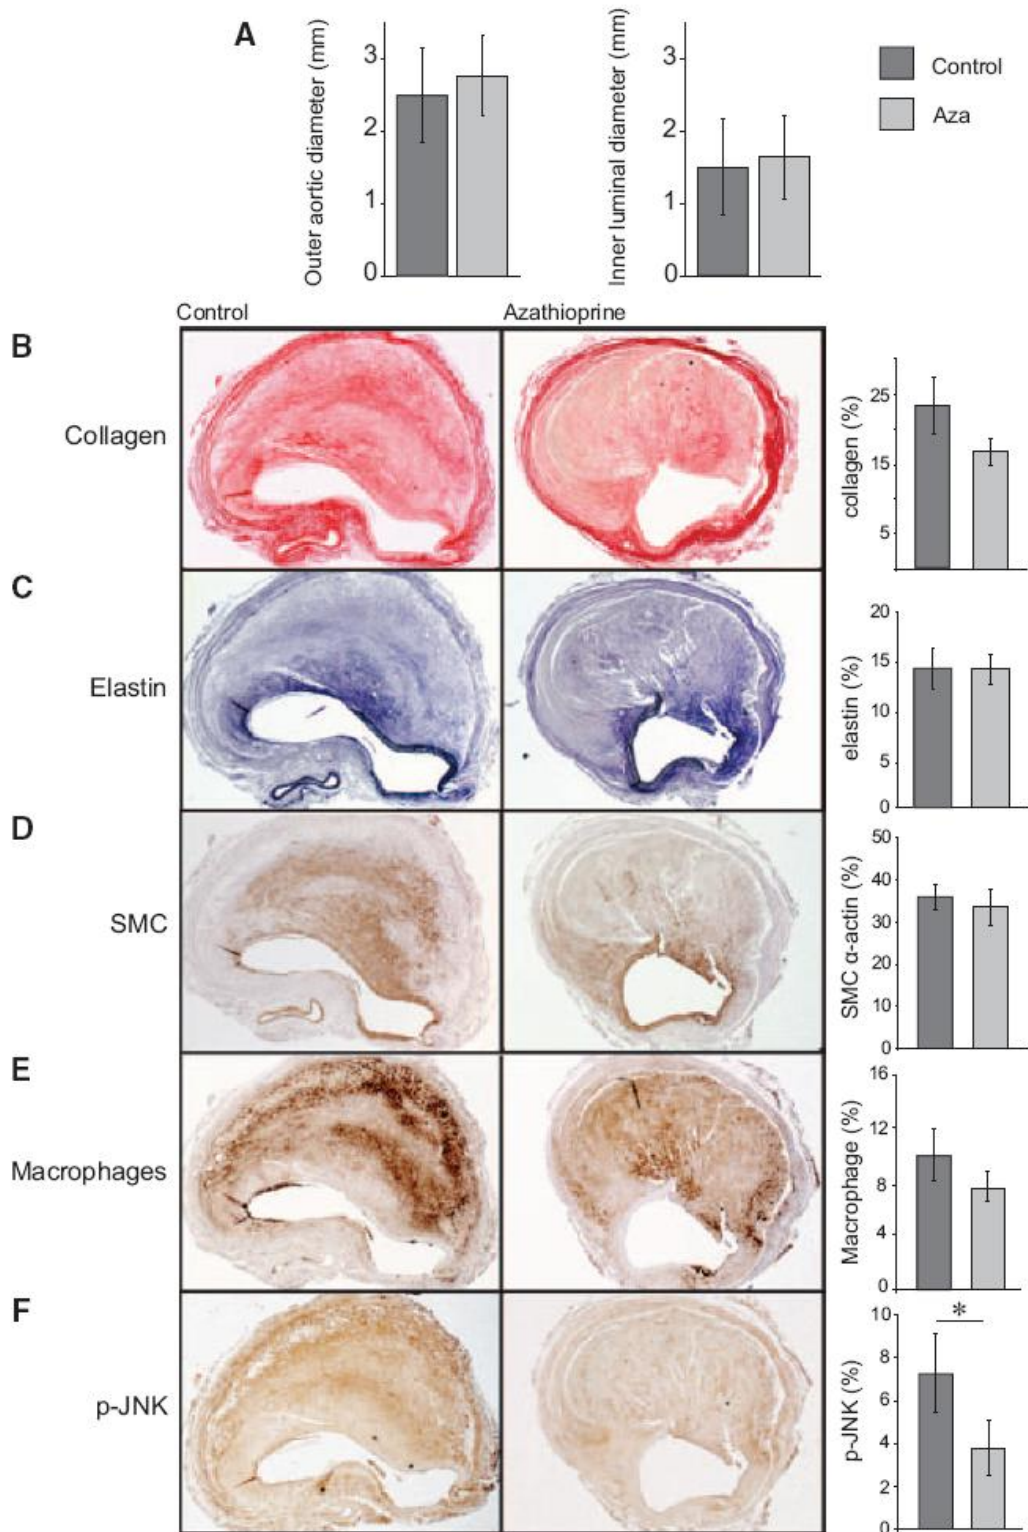 A
Outer aortic diameter (mm)
3
2
1
0
Inner luminal diameter (mm)
3
2
1
0
Control
Aza
Control
Azathioprine
B
Collagen
collagen (%)
25
15
5
C
Elastin
elastin (%)
20
15
10
5
0
D
SMC
SMC α-actin (%)
50
40
30
20
10
0
E
Macrophages
Macrophage (%)
16
12
8
4
0
F
p-JNK
p-JNK (%)
10
8
6
4
2
0
*